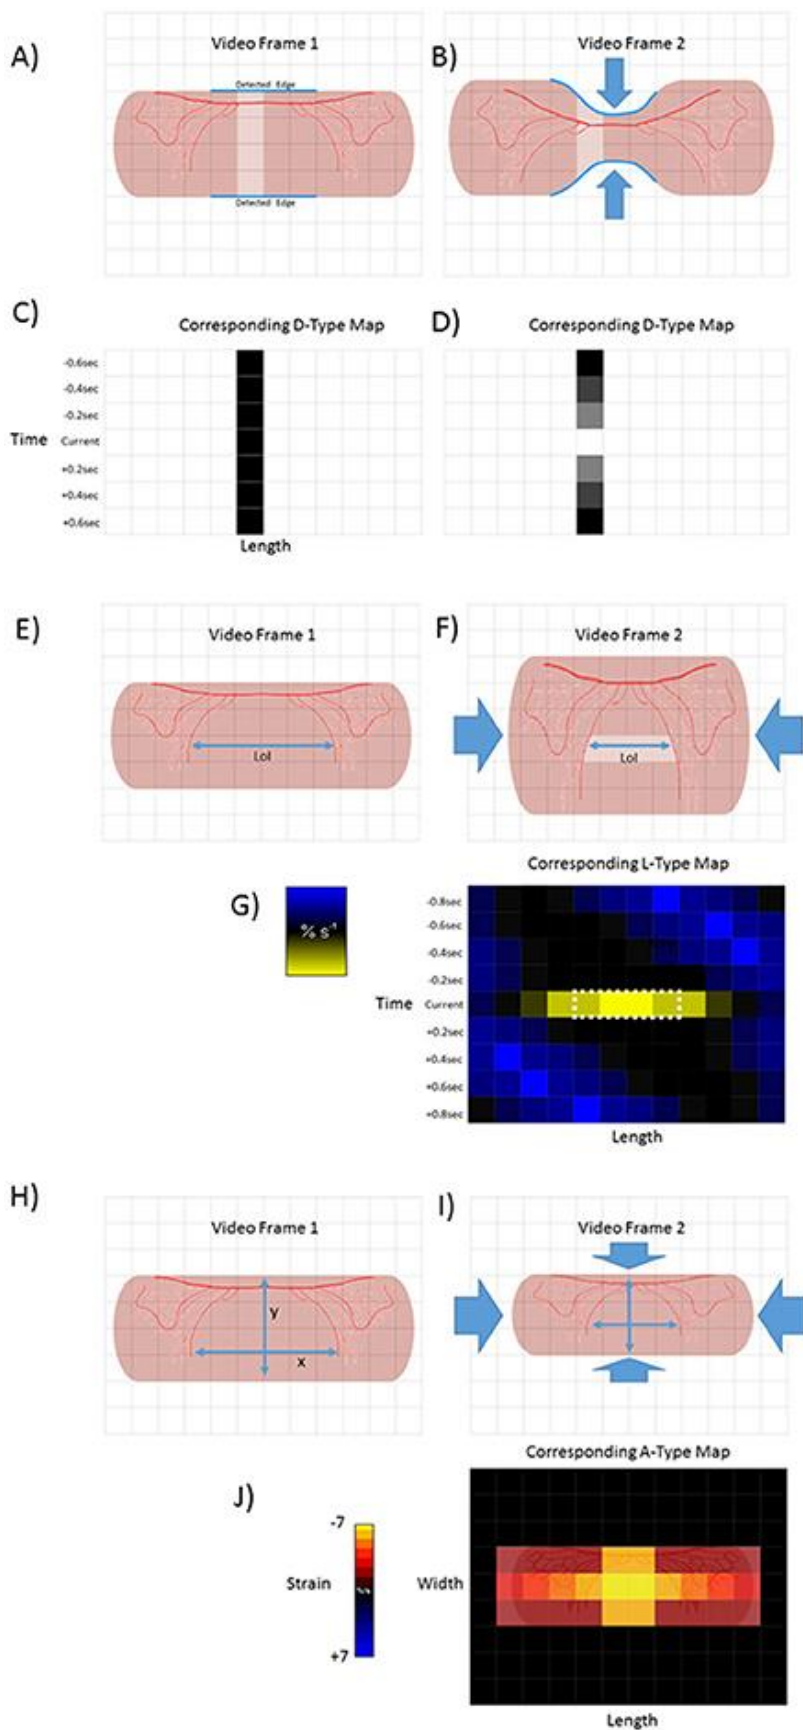 A)
Video Frame 1
Detected Edge
Detected Edge
B)
Video Frame 2
C)
Corresponding D-Type Map
-0.6sec
-0.4sec
-0.2sec
Time
Current
+0.2sec
+0.4sec
+0.6sec
Length
D)
Corresponding D-Type Map
E)
Video Frame 1
LoI
F)
Video Frame 2
LoI
G)
% s⁻¹
Corresponding L-Type Map
-0.8sec
-0.6sec
-0.4sec
-0.2sec
Time
Current
+0.2sec
+0.4sec
+0.6sec
+0.8sec
Length
H)
Video Frame 1
y
x
I)
Video Frame 2
J)
Corresponding A-Type Map
-7
Strain
+7
Width
Length